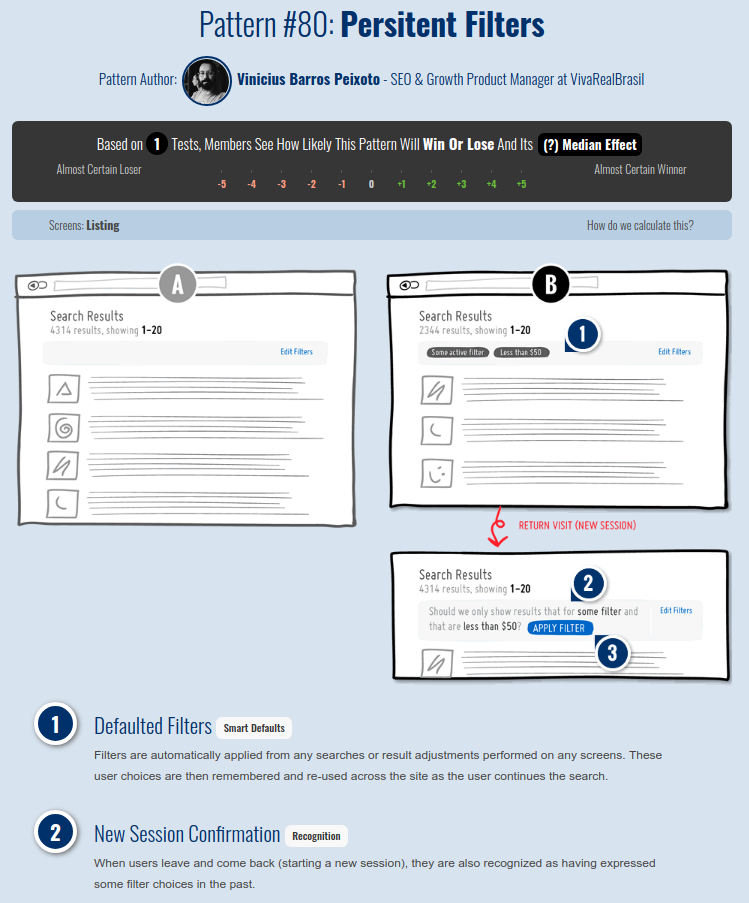 Pattern #80: Persitent Filters
Pattern Author: Vinicius Barros Peixoto - SEO & Growth Product Manager at VivaRealBrasil
Based on 1 Tests, Members See How Likely This Pattern Will Win Or Lose And Its (?) Median Effect
Almost Certain Loser
Almost Certain Winner
-5 -4 -3 -2 -1 0 +1 +2 +3 +4 +5
Screens: Listing
How do we calculate this?
A
Search Results
4314 results, showing 1-20
Edit Filters
B
Search Results
2344 results, showing 1-20
1
Some active filter Less than $50
Edit Filters
RETURN VISIT (NEW SESSION)
Search Results
4314 results, showing 1-20
2
Should we only show results that for some filter and
that are less than $50? APPLY FILTER
Edit Filters
3
1
Defaulted Filters Smart Defaults
Filters are automatically applied from any searches or result adjustments performed on any screens. These
user choices are then remembered and re-used across the site as the user continues the search.
2
New Session Confirmation Recognition
When users leave and come back (starting a new session), they are also recognized as having expressed
some filter choices in the past.